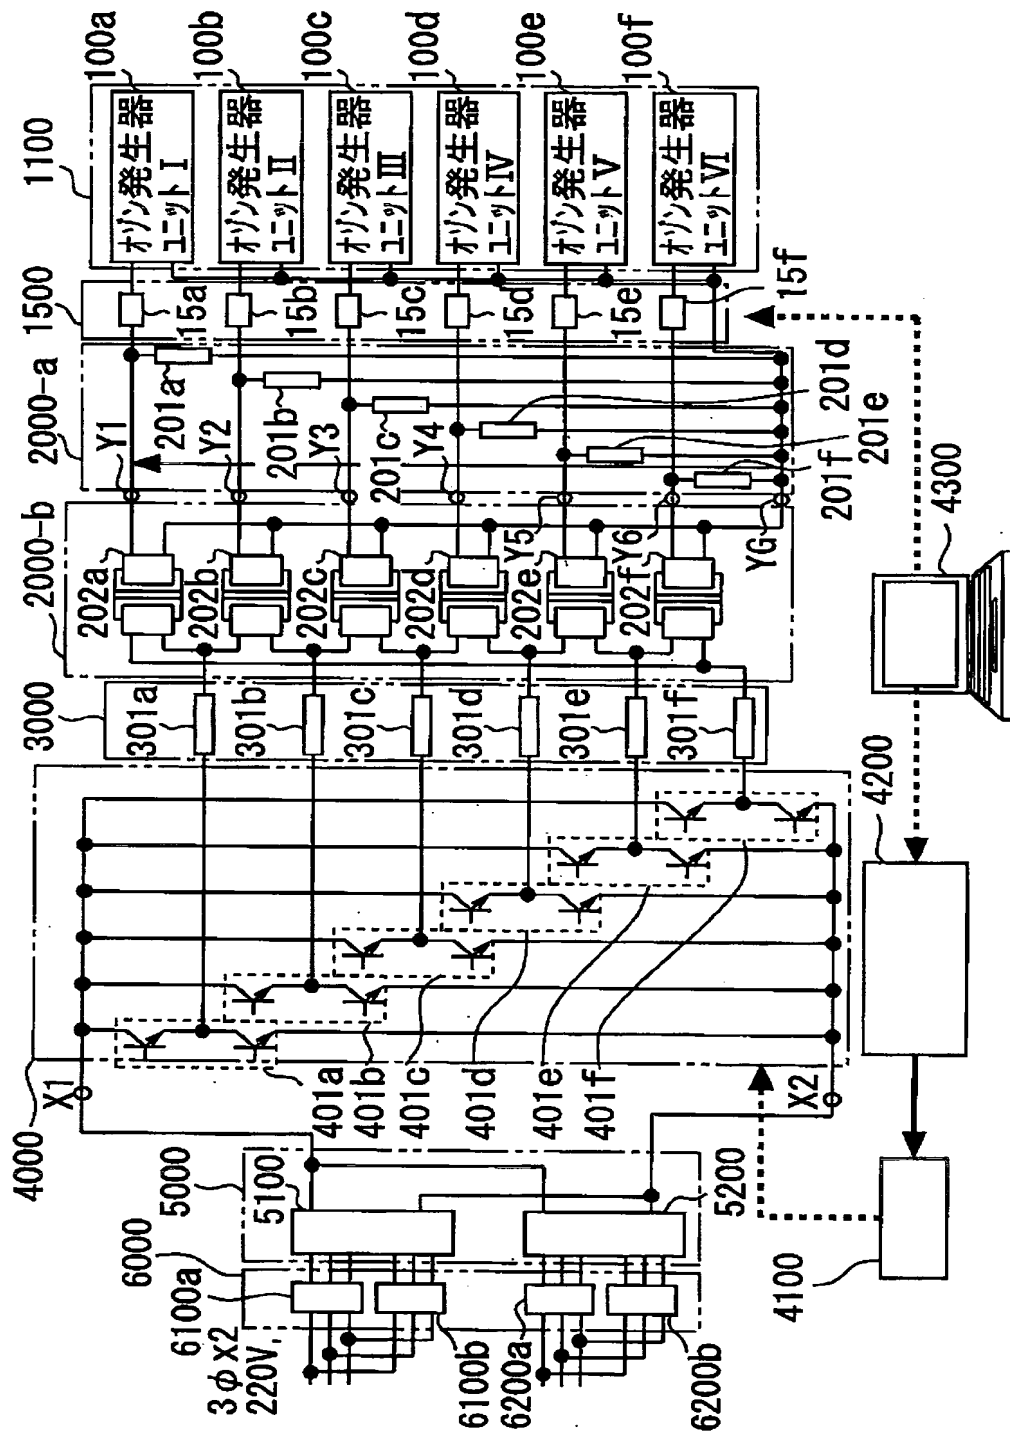 100a
100b
100c
100d
100e
100f
1100
オゾン発生器
ユニットⅠ
オゾン発生器
ユニットⅡ
オゾン発生器
ユニットⅢ
オゾン発生器
ユニットⅣ
オゾン発生器
ユニットⅤ
オゾン発生器
ユニットⅥ
1500
15a
15b
15c
15d
15e
15f
2000-a
Y1
201a
Y2
201b
Y3
201c
Y4
201d
201e
201f
Y5
Y6
YG
2000-b
202a
202b
202c
202d
202e
202f
3000
301a
301b
301c
301d
301e
301f
4300
4200
4000
X1
401a
401b
401c
401d
401e
401f
X2
5000
5100
5200
4100
6000
6100a
6100b
6200a
6200b
3φX2
220V,